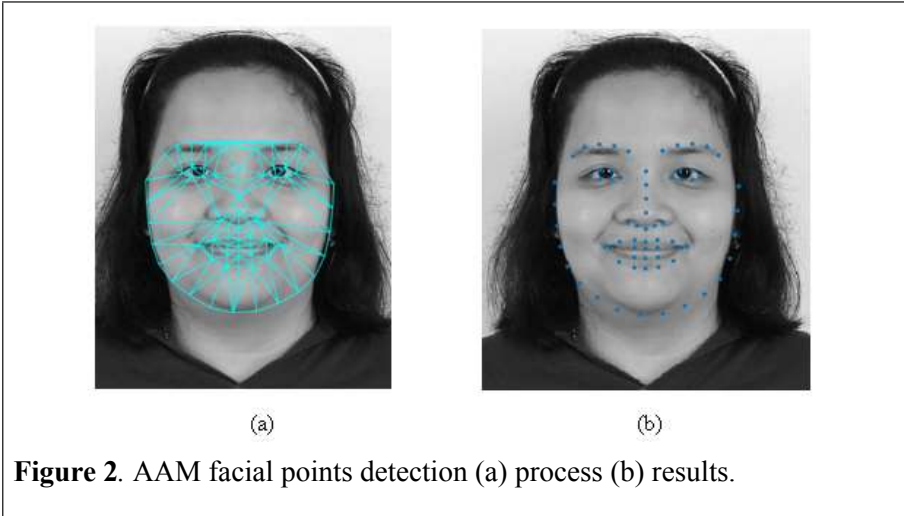 (a) (b)
Figure 2. AAM facial points detection (a) process (b) results.